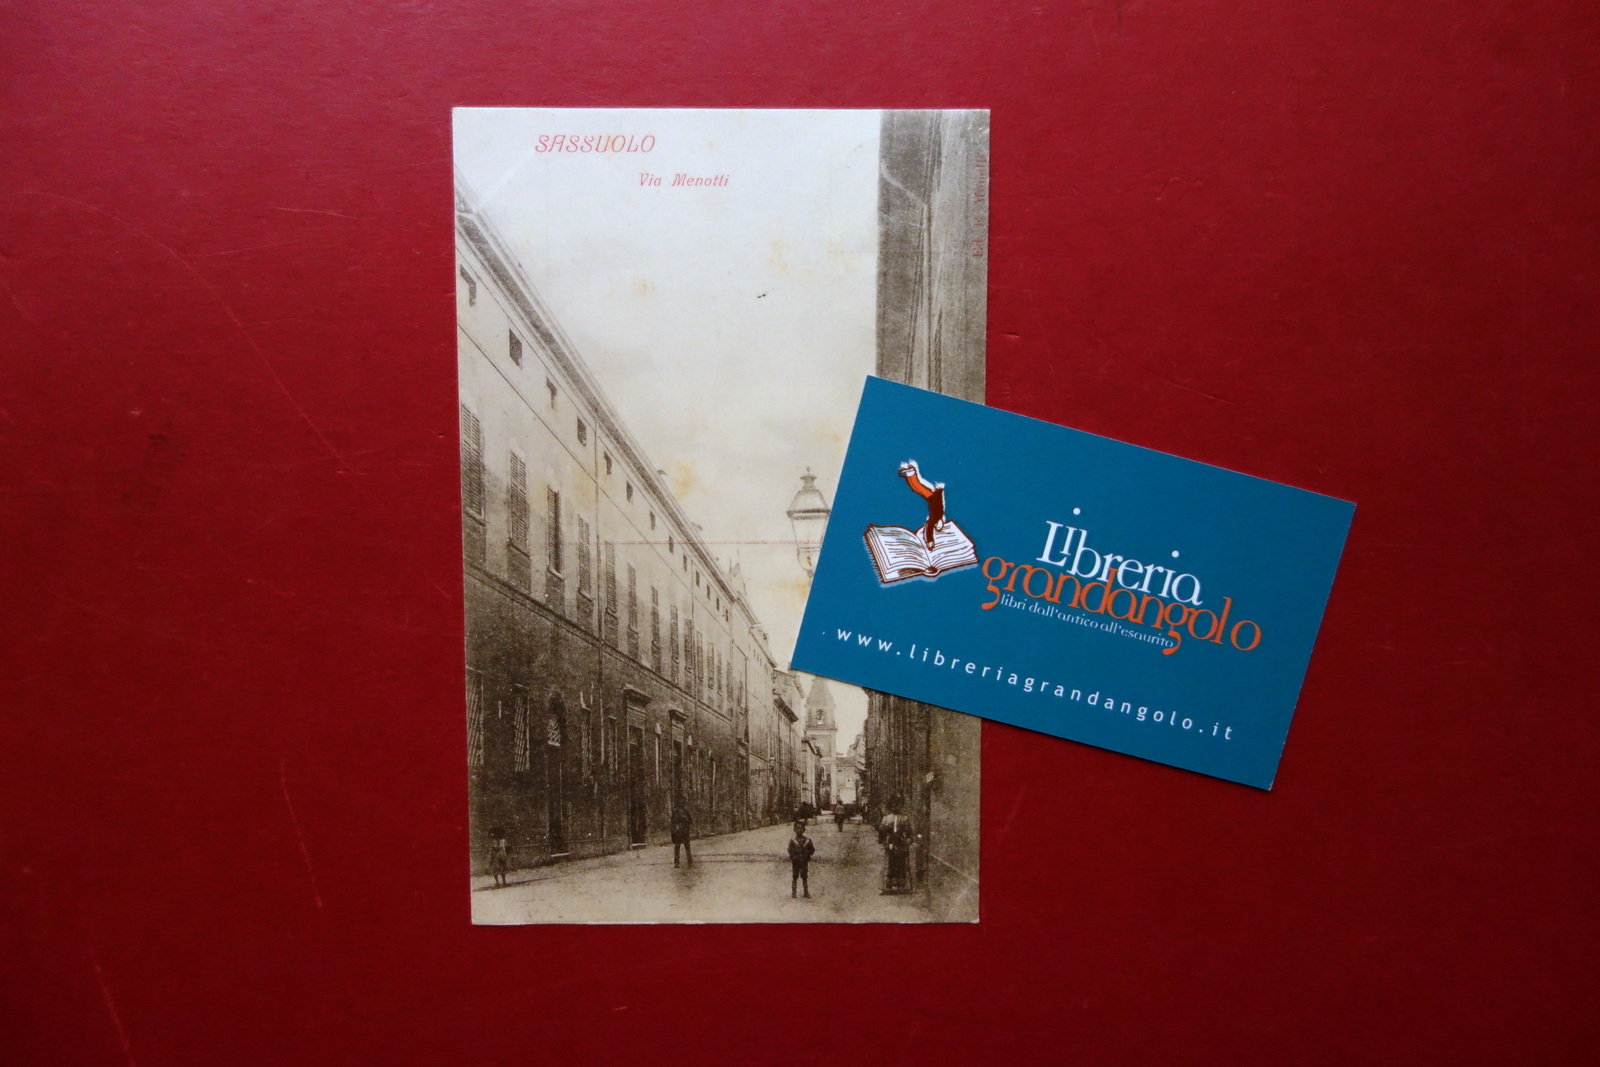 SASSUOLO
Via Menotti
Libreria
grandangolo
libri dall'antico all'esaurito
www.libreriagrandangolo.it